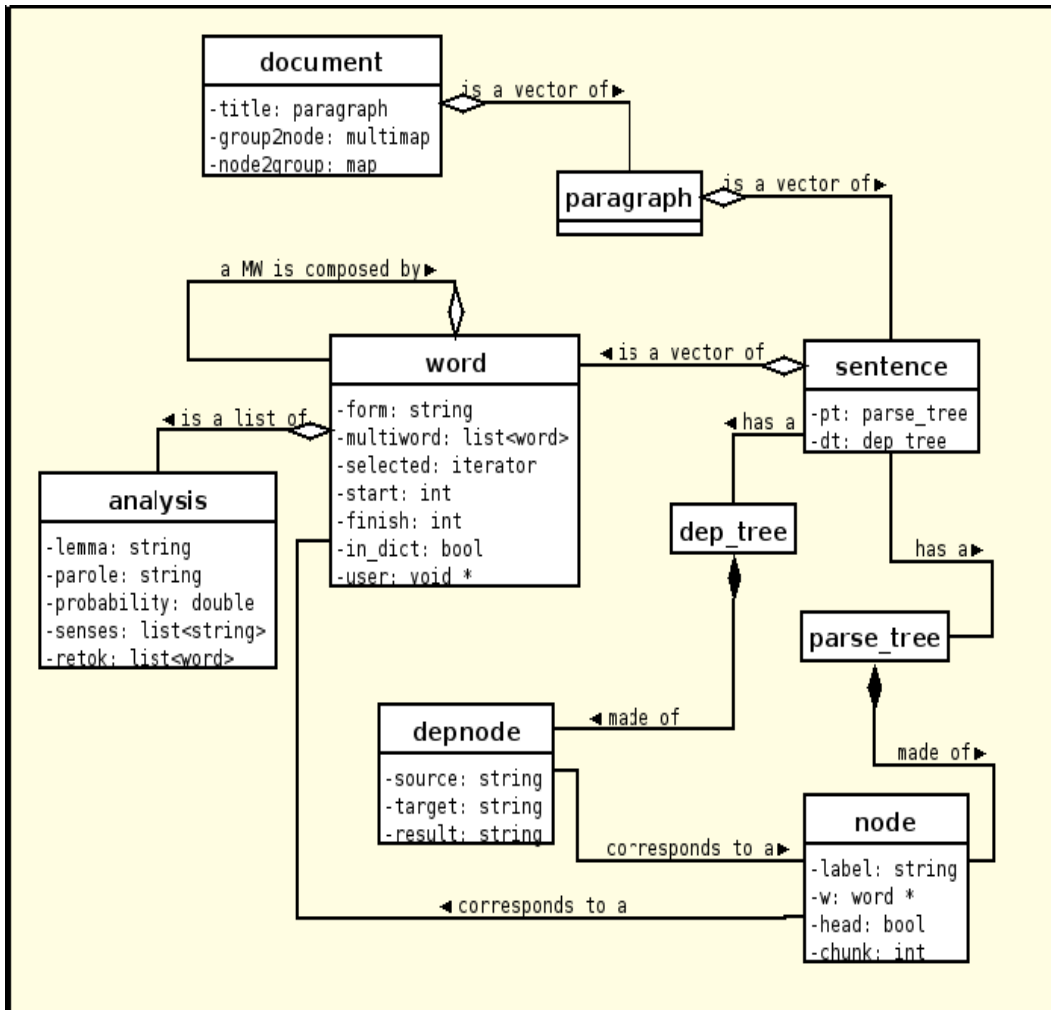 document
-title: paragraph
-group2node: multimap
-node2group: map
is a vector of►
paragraph
is a vector of►
a MW is composed by►
word
-form: string
-multiword: list<word>
-selected: iterator
-start: int
-finish: int
-in_dict: bool
-user: void *
◄is a vector of
sentence
-pt: parse_tree
-dt: dep_tree
◄is a list of
analysis
-lemma: string
-parole: string
-probability: double
-senses: list<string>
-retok: list<word>
◄has a
dep_tree
has a►
parse_tree
◄made of
depnode
-source: string
-target: string
-result: string
made of►
corresponds to a►
node
-label: string
-w: word *
-head: bool
-chunk: int
◄corresponds to a